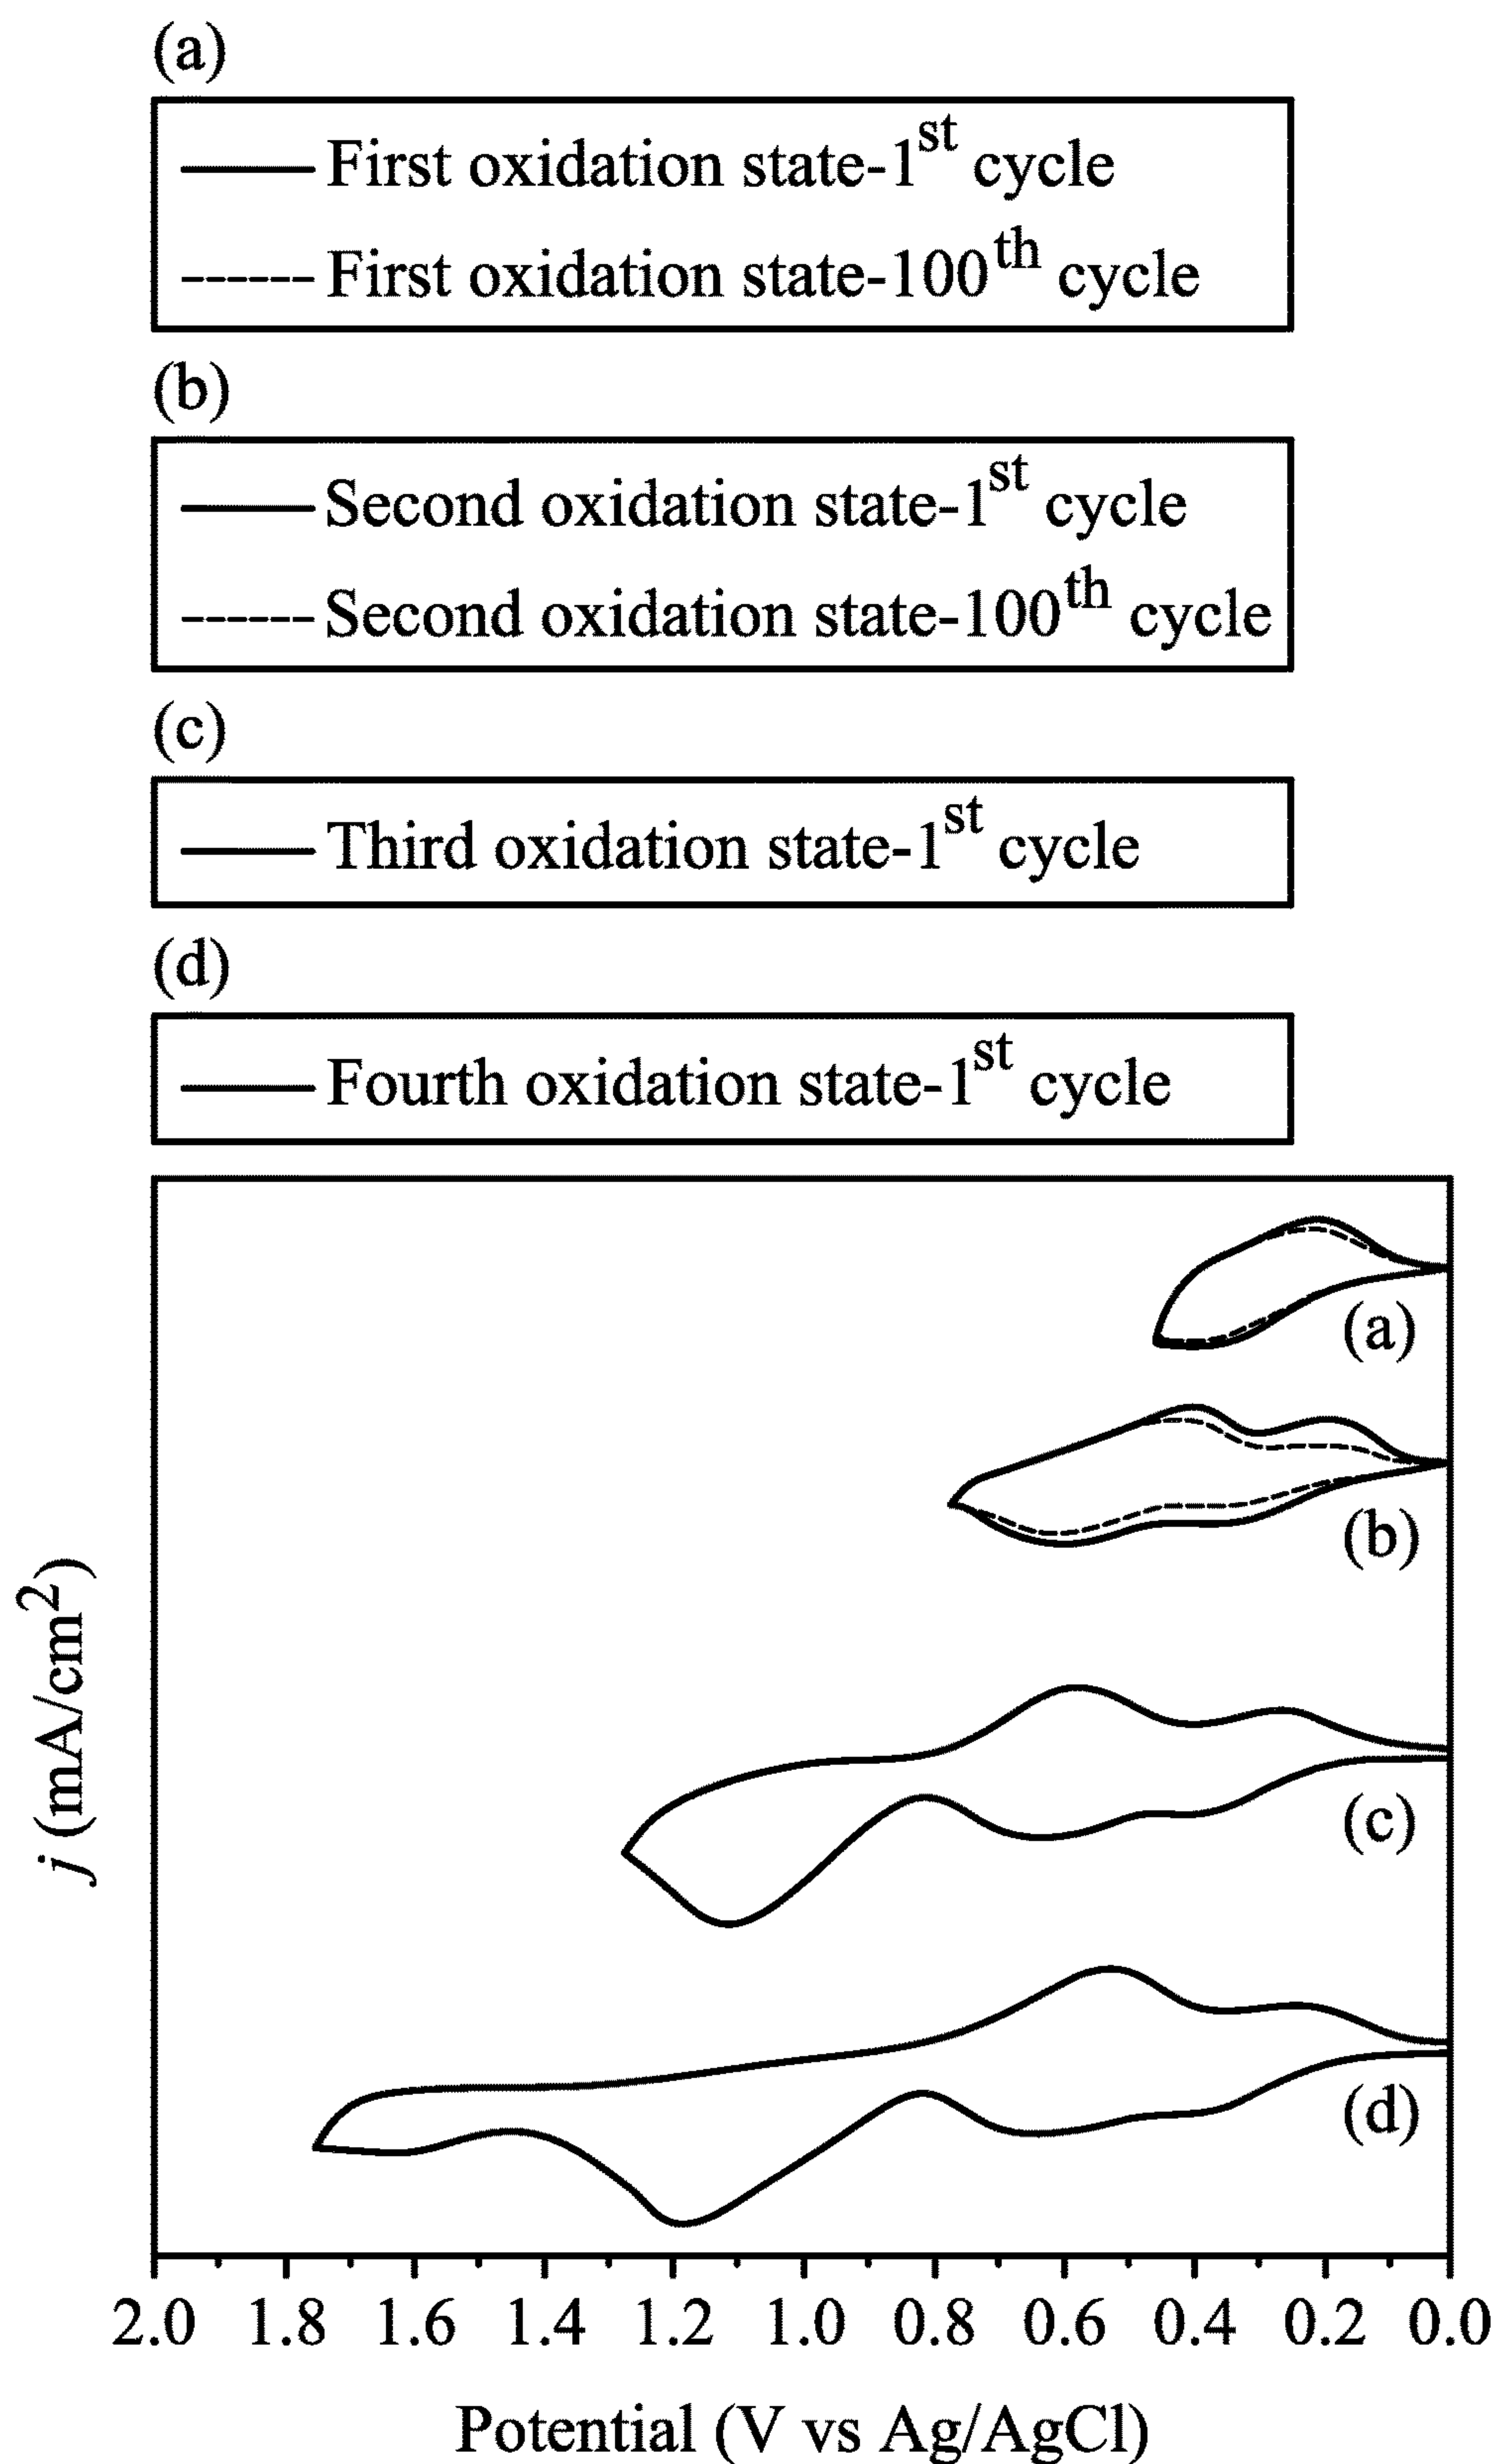 (a)
First oxidation state-1st cycle
First oxidation state-100th cycle
(b)
Second oxidation state-1st cycle
Second oxidation state-100th cycle
(c)
Third oxidation state-1st cycle
(d)
Fourth oxidation state-1st cycle
(a)
(b)
(c)
(d)
j (mA/cm2)
2.0 1.8 1.6 1.4 1.2 1.0 0.8 0.6 0.4 0.2 0.0
Potential (V vs Ag/AgCl)